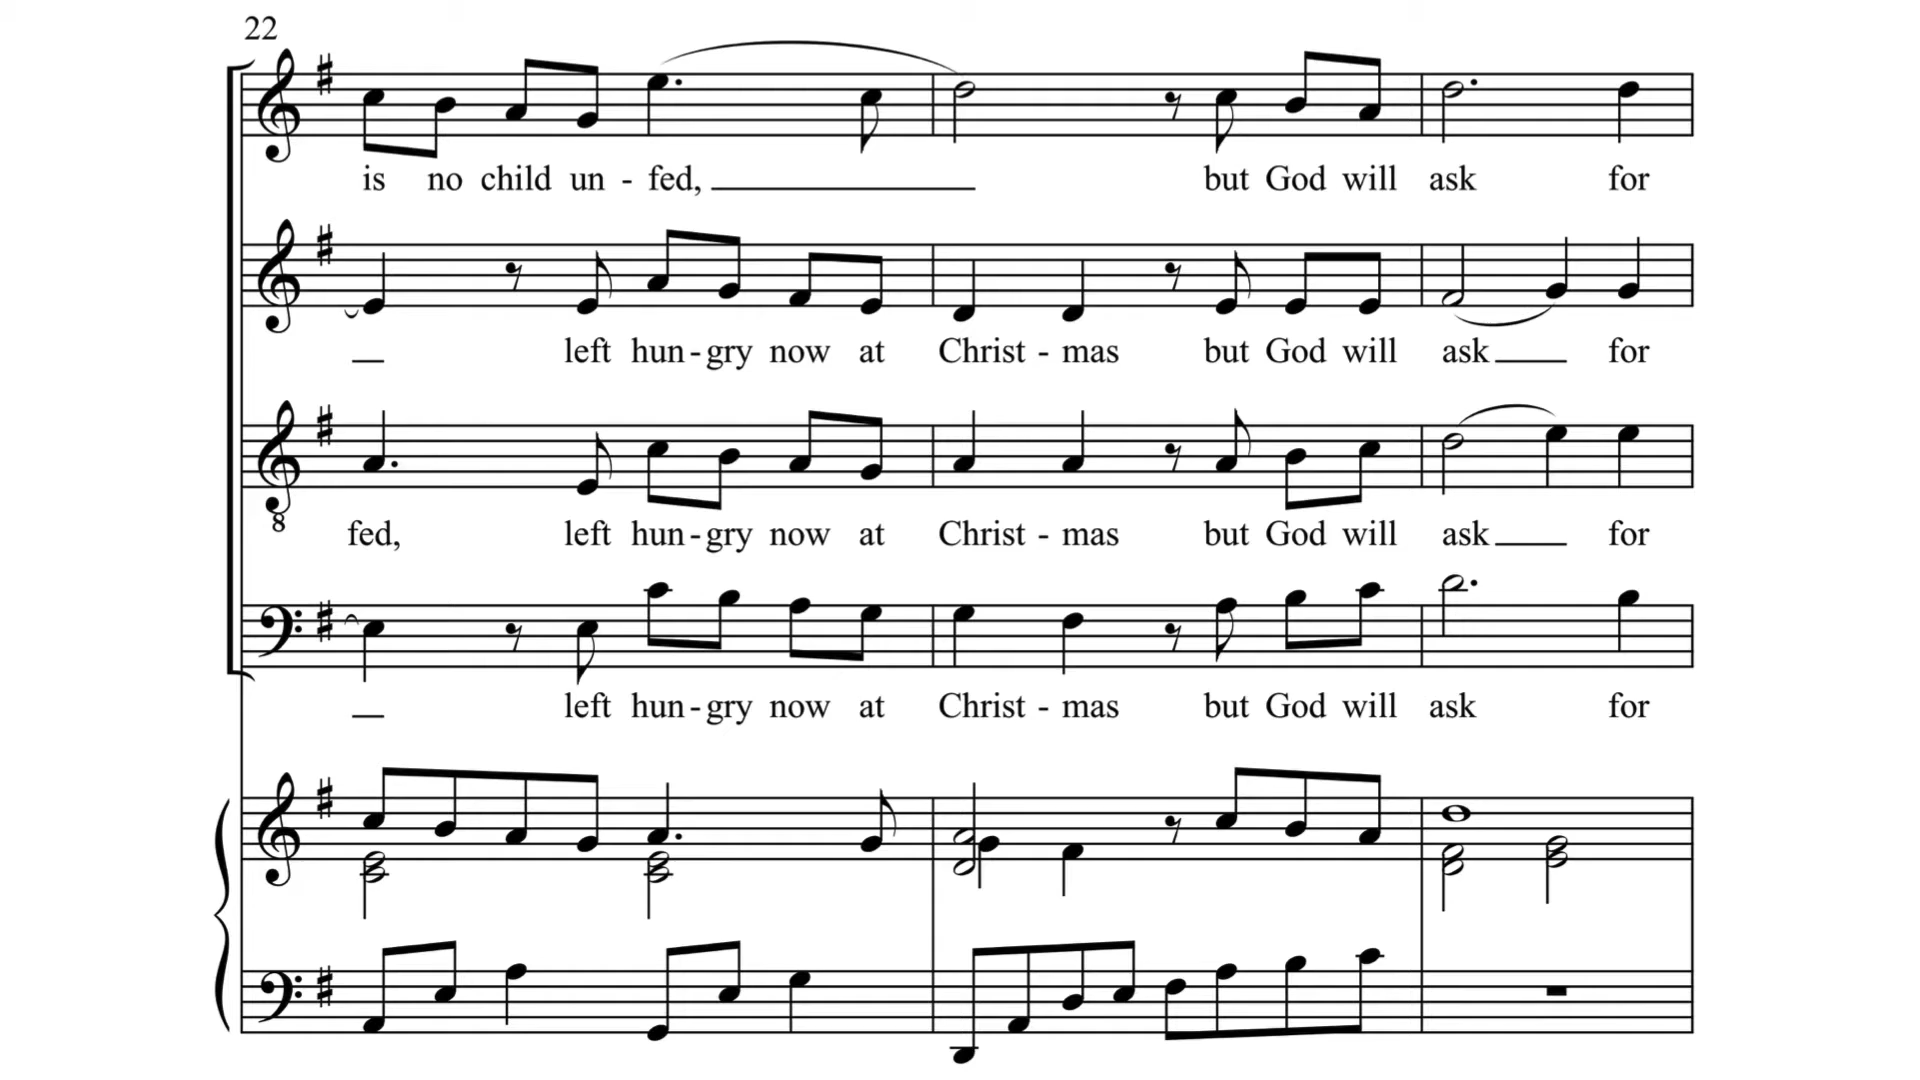 22
is no child un - fed, but God will ask for
left hun - gry now at Christ - mas but God will ask for
8
fed, left hun - gry now at Christ - mas but God will ask for
left hun - gry now at Christ - mas but God will ask for